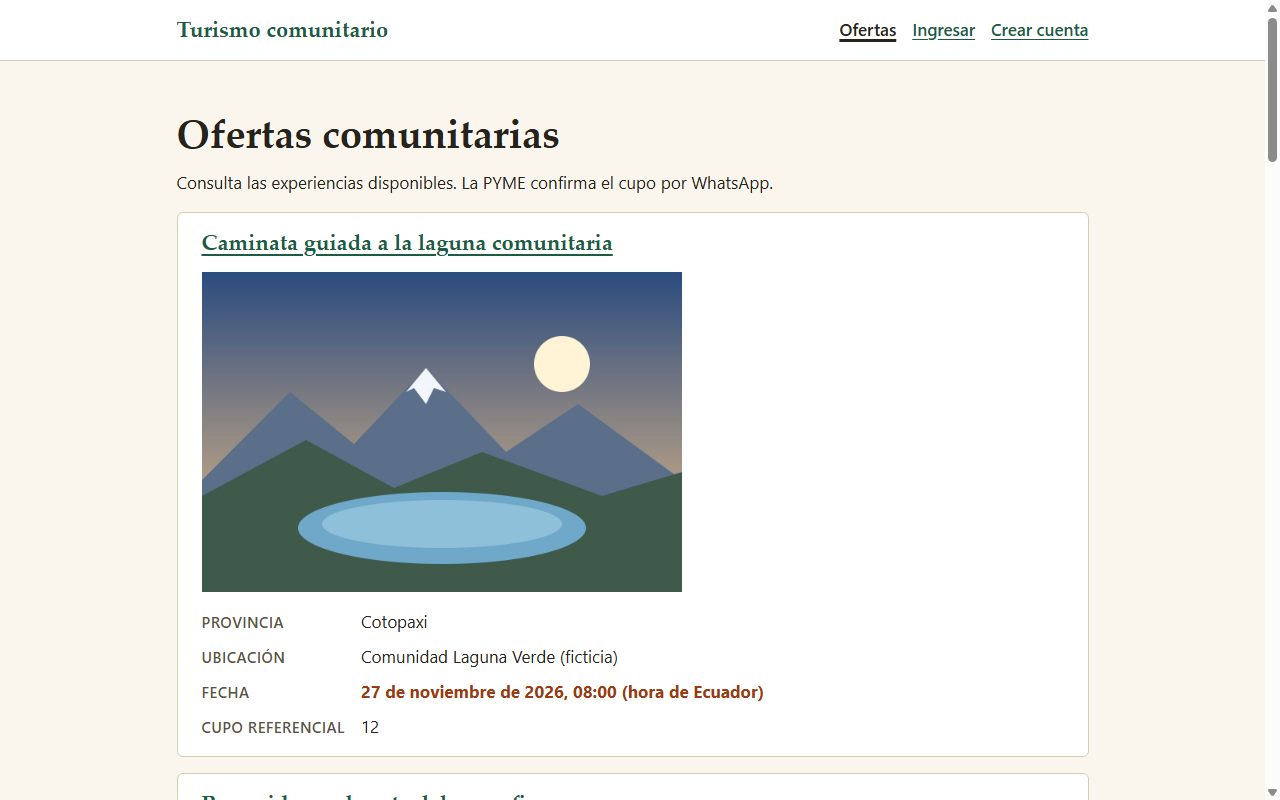 Turismo comunitario
Ofertas Ingresar Crear cuenta
Ofertas comunitarias
Consulta las experiencias disponibles. La PYME confirma el cupo por WhatsApp.
Caminata guiada a la laguna comunitaria
PROVINCIA Cotopaxi
UBICACIÓN Comunidad Laguna Verde (ficticia)
FECHA 27 de noviembre de 2026, 08:00 (hora de Ecuador)
CUPO REFERENCIAL 12